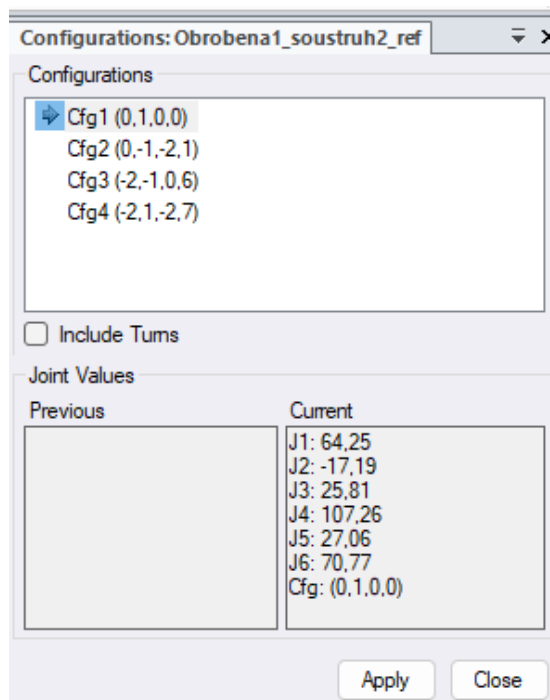 Configurations: Obrobena1_soustruh2_ref
Configurations
Cfg1 (0,1,0,0)
Cfg2 (0,-1,-2,1)
Cfg3 (-2,-1,0,6)
Cfg4 (-2,1,-2,7)
Include Turns
Joint Values
Previous
Current
J1: 64,25
J2: -17,19
J3: 25,81
J4: 107,26
J5: 27,06
J6: 70,77
Cfg: (0,1,0,0)
Apply
Close